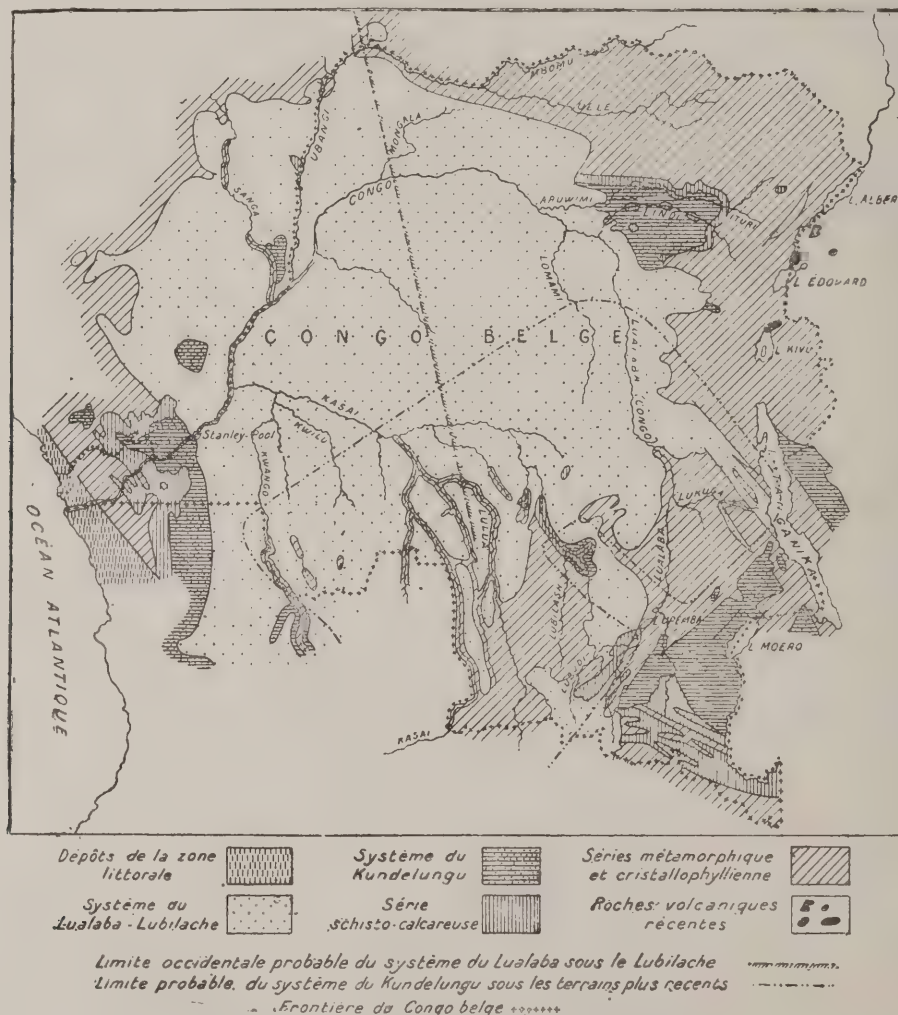 MBOMU
UELE
UBANGI
MONGALA
SANGA
CONGO
ARUWIMI
LINDI
ITURI
L. ALBER
LOMAMI
L. ÉDOUARD
CONGO BELGE
LUALABA (CONGO)
L. KIVU
KASAI
Stanley-Pool
KWILU
KWANGO
LUKUGA
TANGANIKA
LULUA
LUALABA
OCÉAN ATLANTIQUE
LUBILASH
L. UPEMBA
L. MOERO
LUBUDI
KASAI
Dépôts de la zone littorale
Système du Kundelungu
Séries métamorphique et cristallophyllienne
Système du Lualaba-Lubilache
Série schisto-calcareuse
Roches volcaniques récentes
Limite occidentale probable du système du Lualaba sous le Lubilache
Limite probable du système du Kundelungu sous les terrains plus recents
Frontière du Congo belge